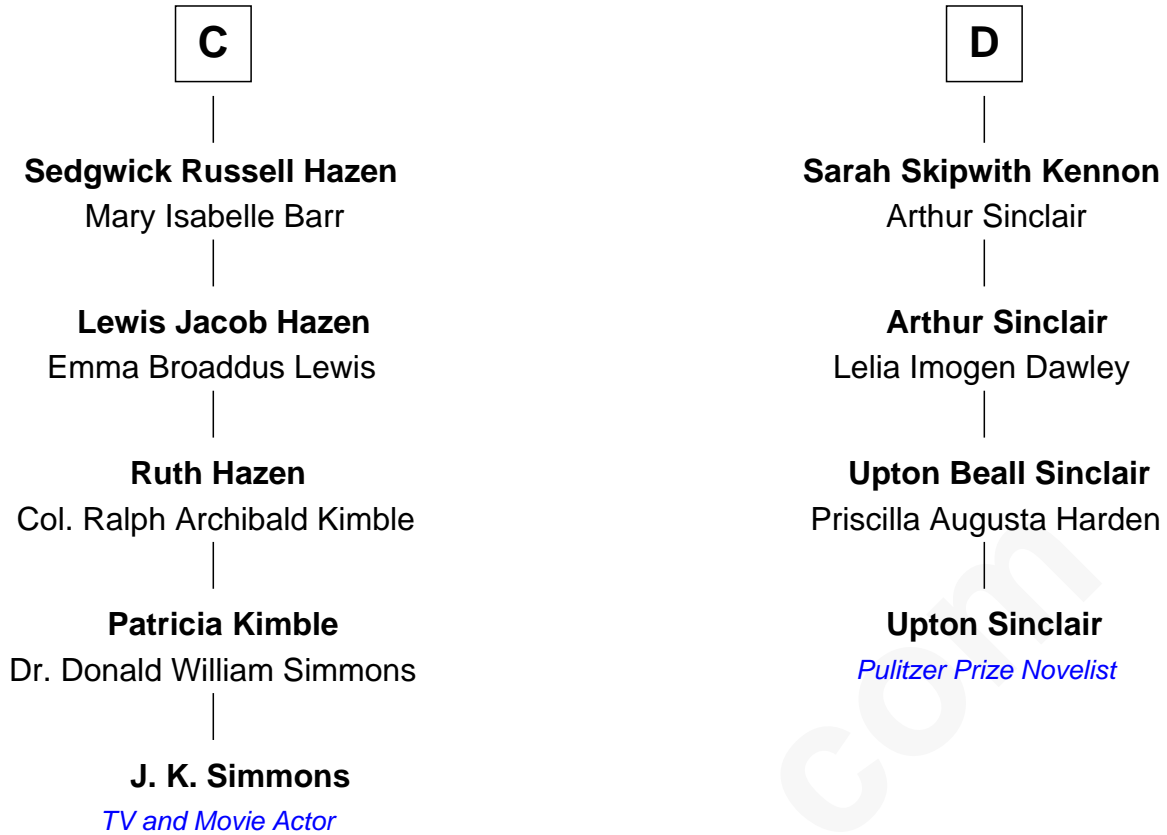 C
Sedgwick Russell Hazen
Mary Isabelle Barr
Lewis Jacob Hazen
Emma Broaddus Lewis
Ruth Hazen
Col. Ralph Archibald Kimble
Patricia Kimble
Dr. Donald William Simmons
J. K. Simmons
TV and Movie Actor
D
Sarah Skipwith Kennon
Arthur Sinclair
Arthur Sinclair
Lelia Imogen Dawley
Upton Beall Sinclair
Priscilla Augusta Harden
Upton Sinclair
Pulitzer Prize Novelist
com